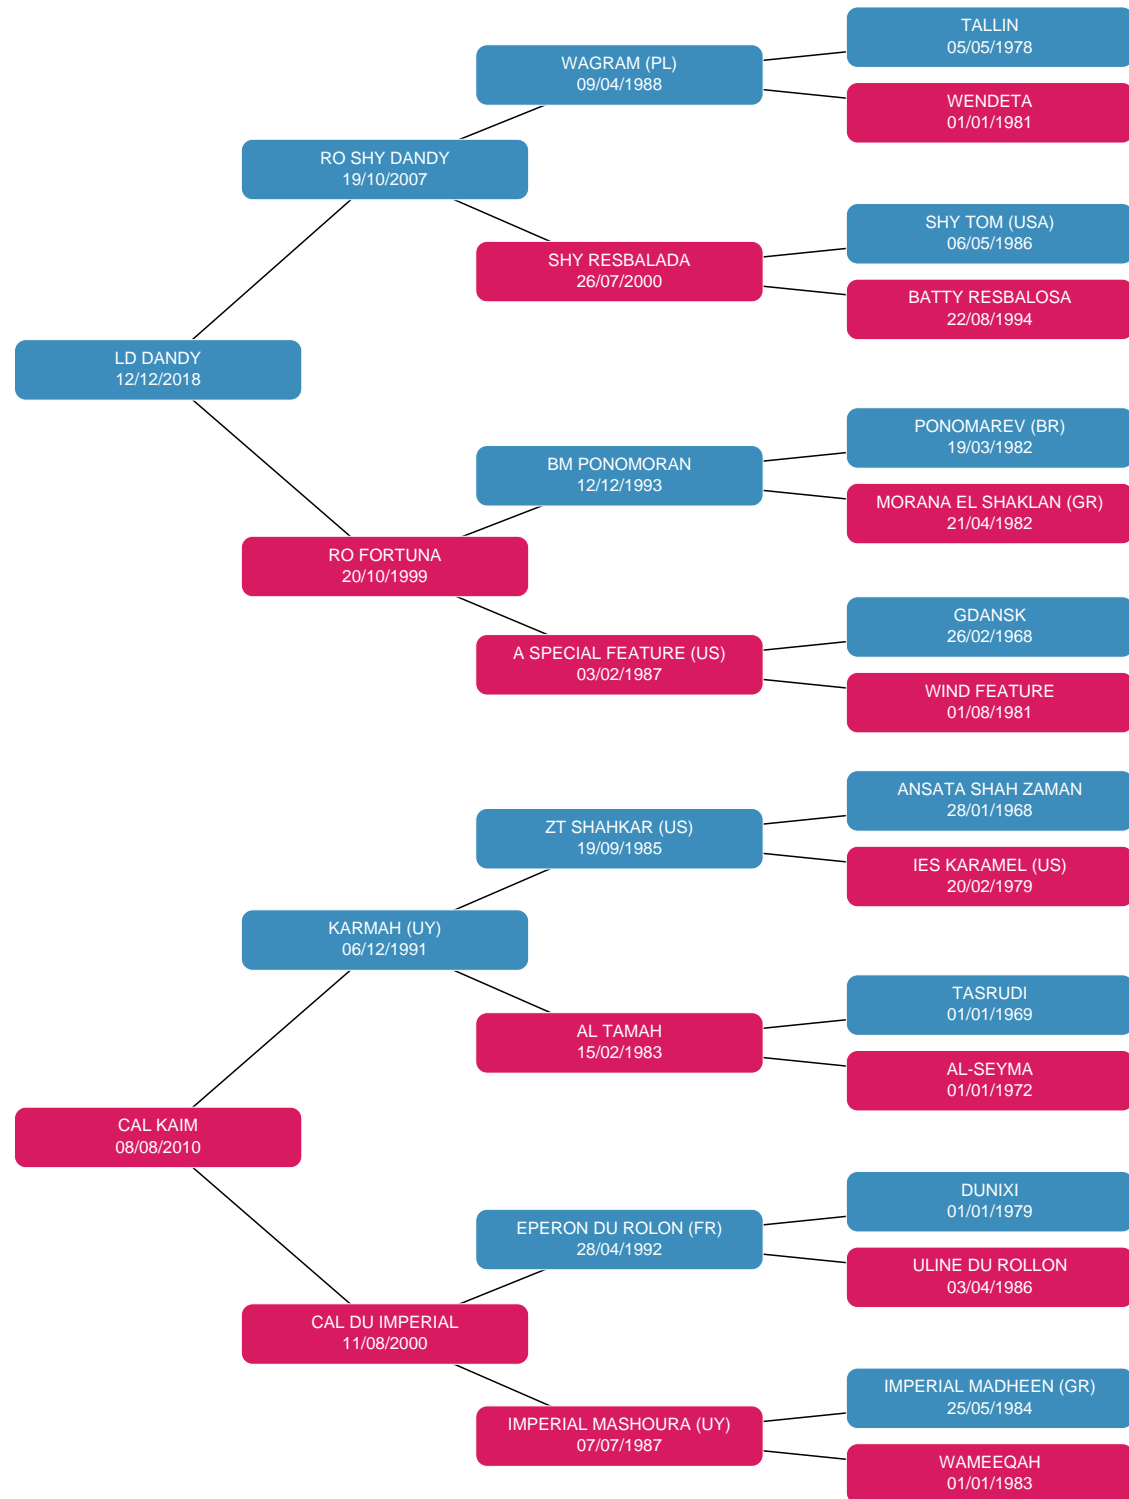 TALLIN
05/05/1978
WAGRAM (PL)
09/04/1988
WENDETA
01/01/1981
RO SHY DANDY
19/10/2007
SHY TOM (USA)
06/05/1986
SHY RESBALADA
26/07/2000
BATTY RESBALOSA
22/08/1994
LD DANDY
12/12/2018
PONOMAREV (BR)
19/03/1982
BM PONOMORAN
12/12/1993
MORANA EL SHAKLAN (GR)
21/04/1982
RO FORTUNA
20/10/1999
GDANSK
26/02/1968
A SPECIAL FEATURE (US)
03/02/1987
WIND FEATURE
01/08/1981
ANSATA SHAH ZAMAN
28/01/1968
ZT SHAHKAR (US)
19/09/1985
IES KARAMEL (US)
20/02/1979
KARMAH (UY)
06/12/1991
TASRUDI
01/01/1969
AL TAMAH
15/02/1983
AL-SEYMA
01/01/1972
CAL KAIM
08/08/2010
DUNIXI
01/01/1979
EPERON DU ROLON (FR)
28/04/1992
ULINE DU ROLLON
03/04/1986
CAL DU IMPERIAL
11/08/2000
IMPERIAL MADHEEN (GR)
25/05/1984
IMPERIAL MASHOURA (UY)
07/07/1987
WAMEEQAH
01/01/1983